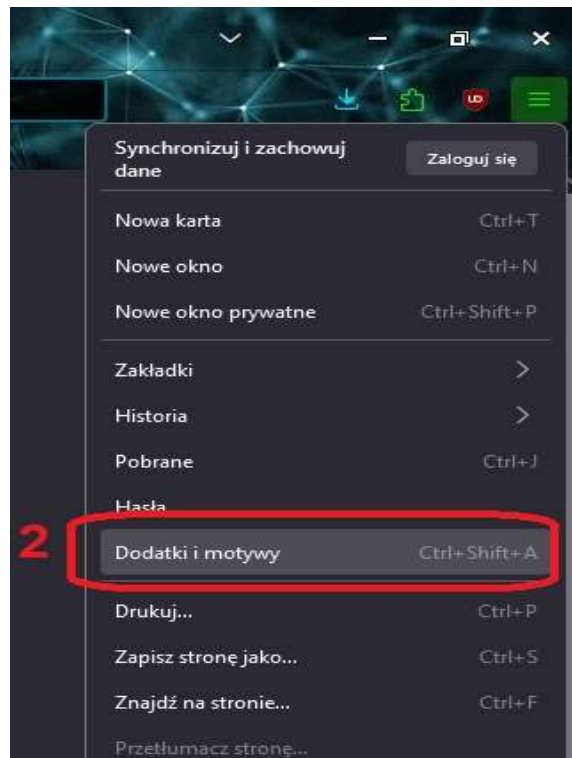 UD
Synchronizuj i zachowuj
dane
Zaloguj się
Nowa karta Ctrl+T
Nowe okno Ctrl+N
Nowe okno prywatne Ctrl+Shift+P
Zakładki
Historia
Pobrane Ctrl+J
Hasła
2
Dodatki i motywy Ctrl+Shift+A
Drukuj... Ctrl+P
Zapisz stronę jako... Ctrl+S
Znajdź na stronie... Ctrl+F
Przetłumacz stronę...